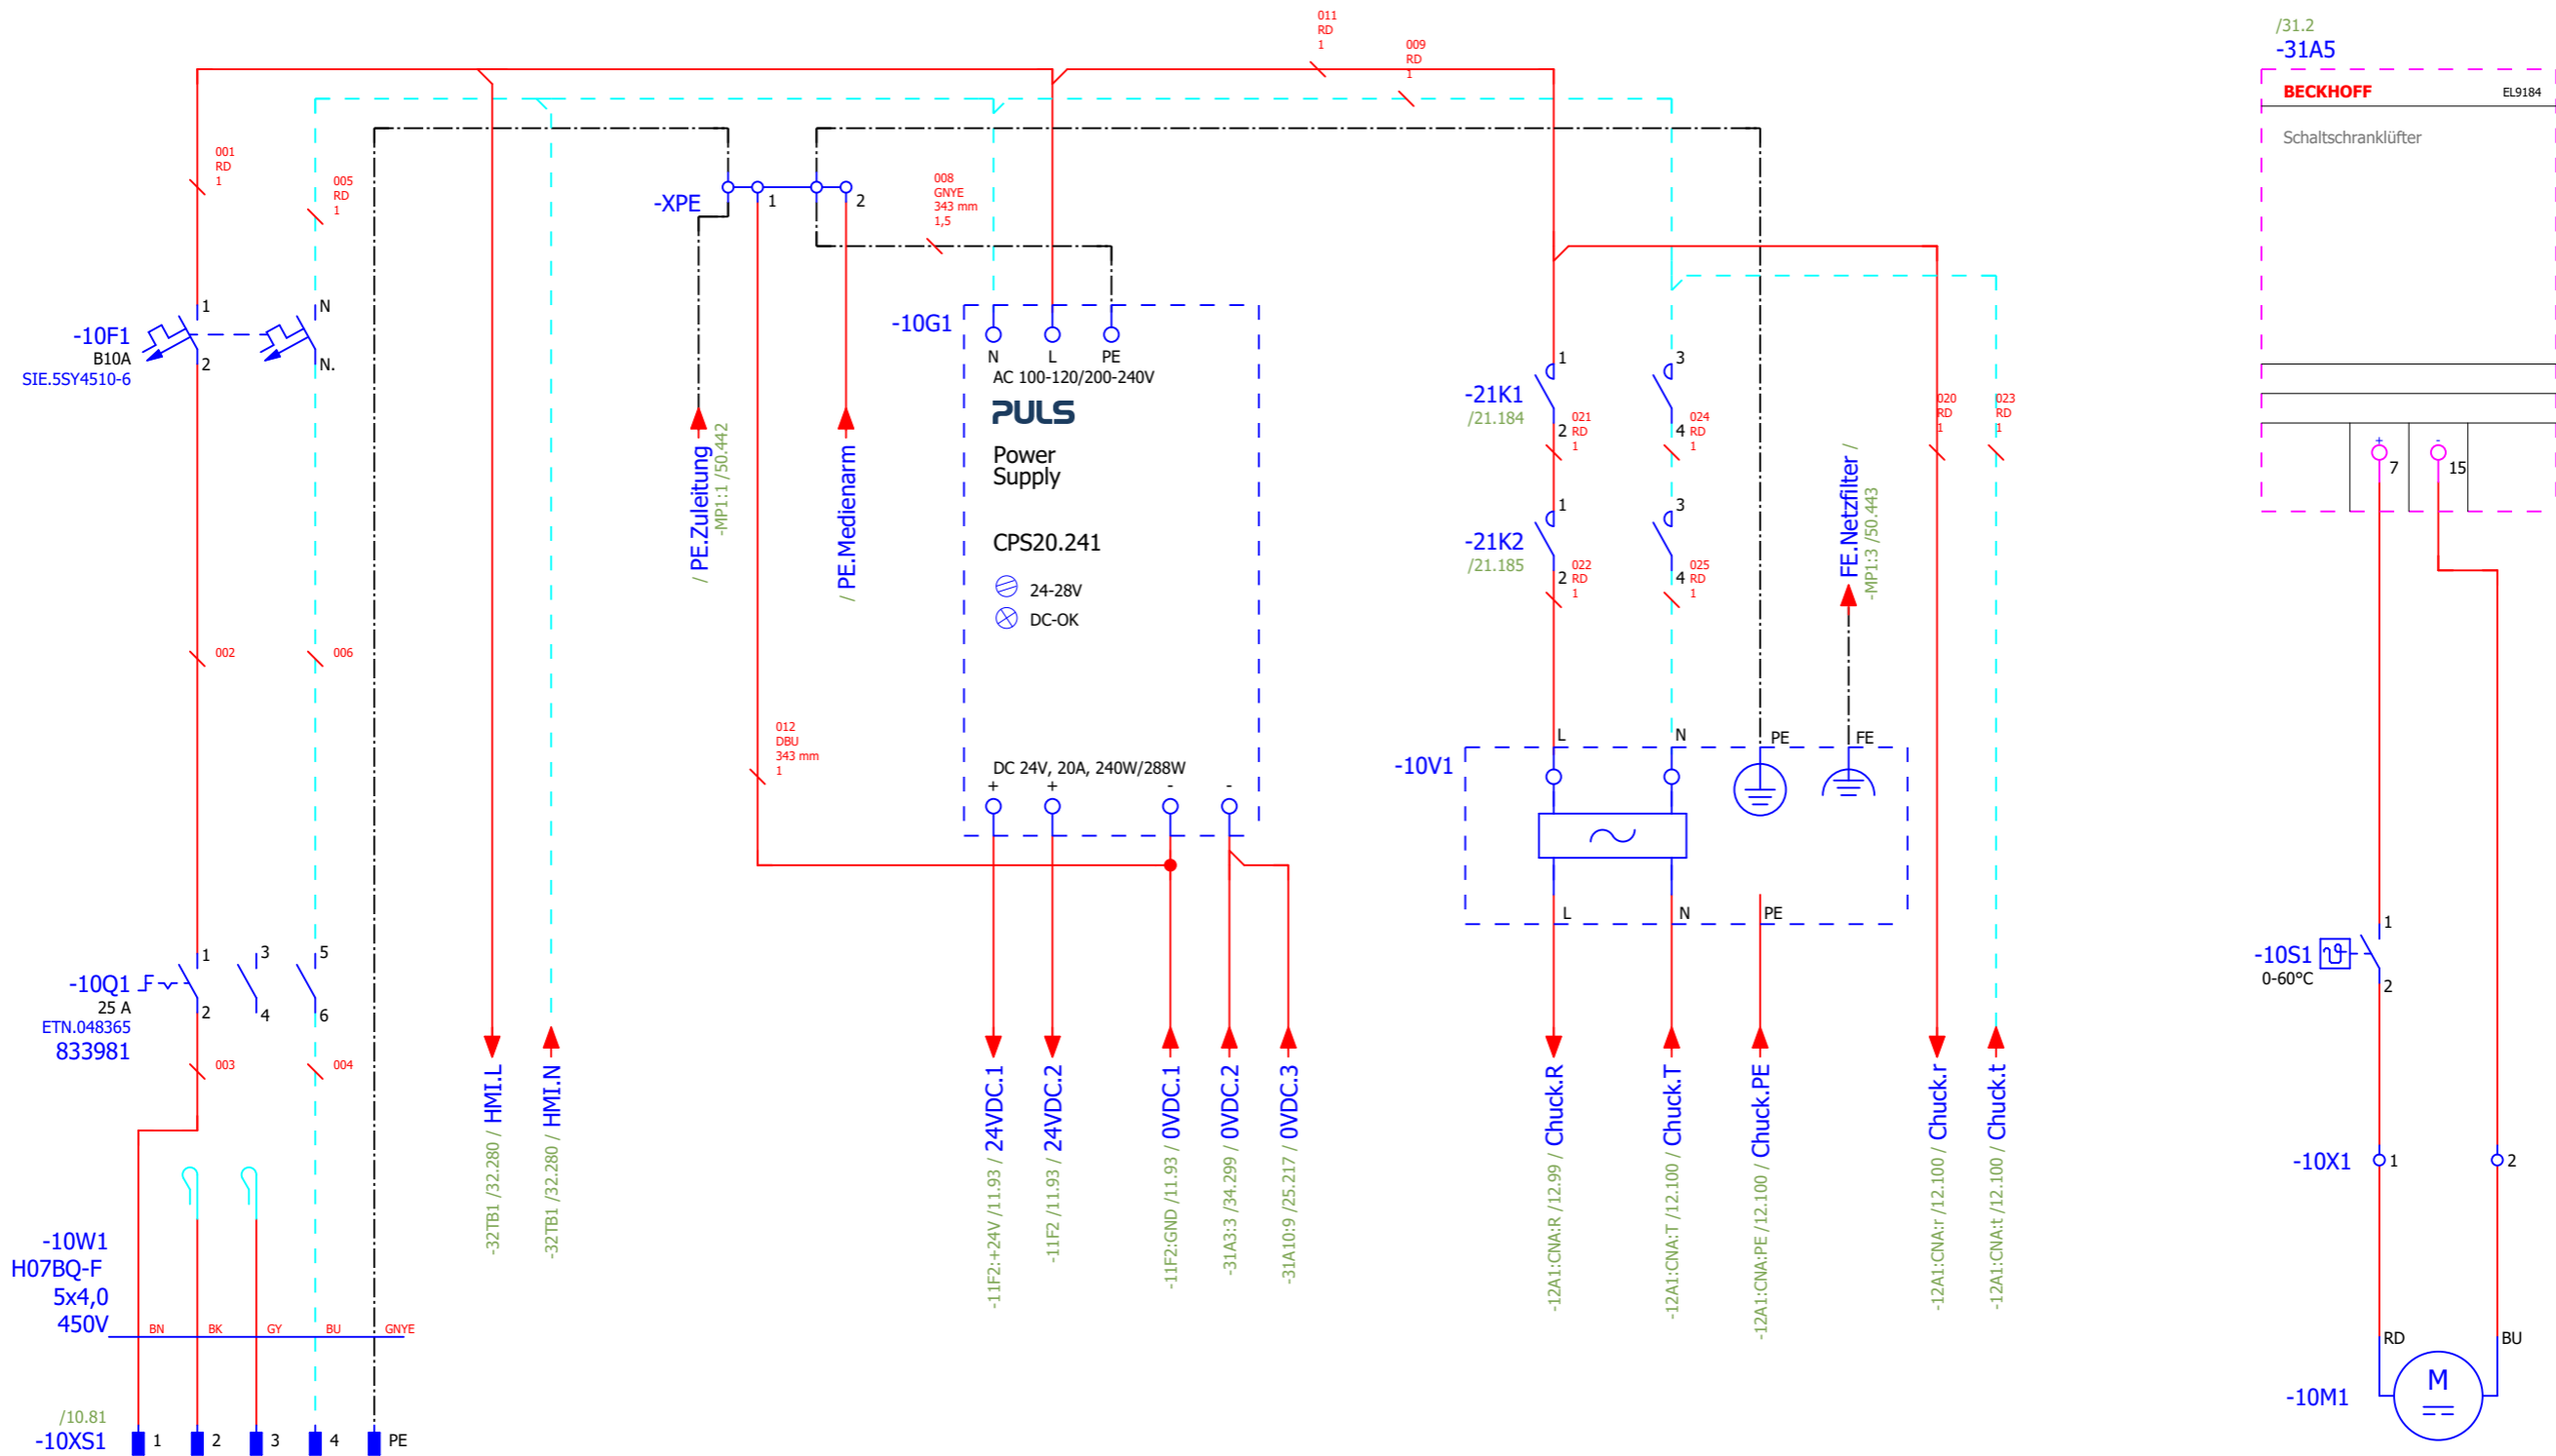 011
RD
1
009
RD
1
/31.2
-31A5
BECKHOFF
EL9184
Schaltschranklüfter
001
RD
1
005
RD
1
008
GNYE
343 mm
1,5
-XPE
1
2
-10F1
B10A
SIE.5SY4510-6
1
2
N
N.
-10G1
N
L
PE
AC 100-120/200-240V
PULS
Power
Supply
CPS20.241
24-28V
DC-OK
DC 24V, 20A, 240W/288W
+
+
-
-
/ PE.Zuleitung
-MP1:1 /50.442
/ PE.Medienarm
-21K1
/21.184
1
2
021
RD
1
3
4
024
RD
1
-21K2
/21.185
1
2
022
RD
1
3
4
025
RD
1
FE.Netzfilter /
-MP1:3 /50.443
020
RD
1
023
RD
1
+
7
-
15
002
006
012
DBU
343 mm
1
-10V1
L
N
PE
FE
L
N
PE
-10S1
0-60°C
1
2
-10Q1
25 A
ETN.048365
833981
1
2
3
4
5
6
003
004
-32TB1 /32.280 / HMI.L
-32TB1 /32.280 / HMI.N
-11F2:+24V /11.93 / 24VDC.1
-11F2 /11.93 / 24VDC.2
-11F2:GND /11.93 / 0VDC.1
-31A3:3 /34.299 / 0VDC.2
-31A10:9 /25.217 / 0VDC.3
-12A1:CNA:R /12.99 / Chuck.R
-12A1:CNA:T /12.100 / Chuck.T
-12A1:CNA:PE /12.100 / Chuck.PE
-12A1:CNA:r /12.100 / Chuck.r
-12A1:CNA:t /12.100 / Chuck.t
-10X1
1
2
-10W1
H07BQ-F
5x4,0
450V
BN
BK
GY
BU
GNYE
RD
BU
-10M1
M
/10.81
-10XS1
1
2
3
4
PE